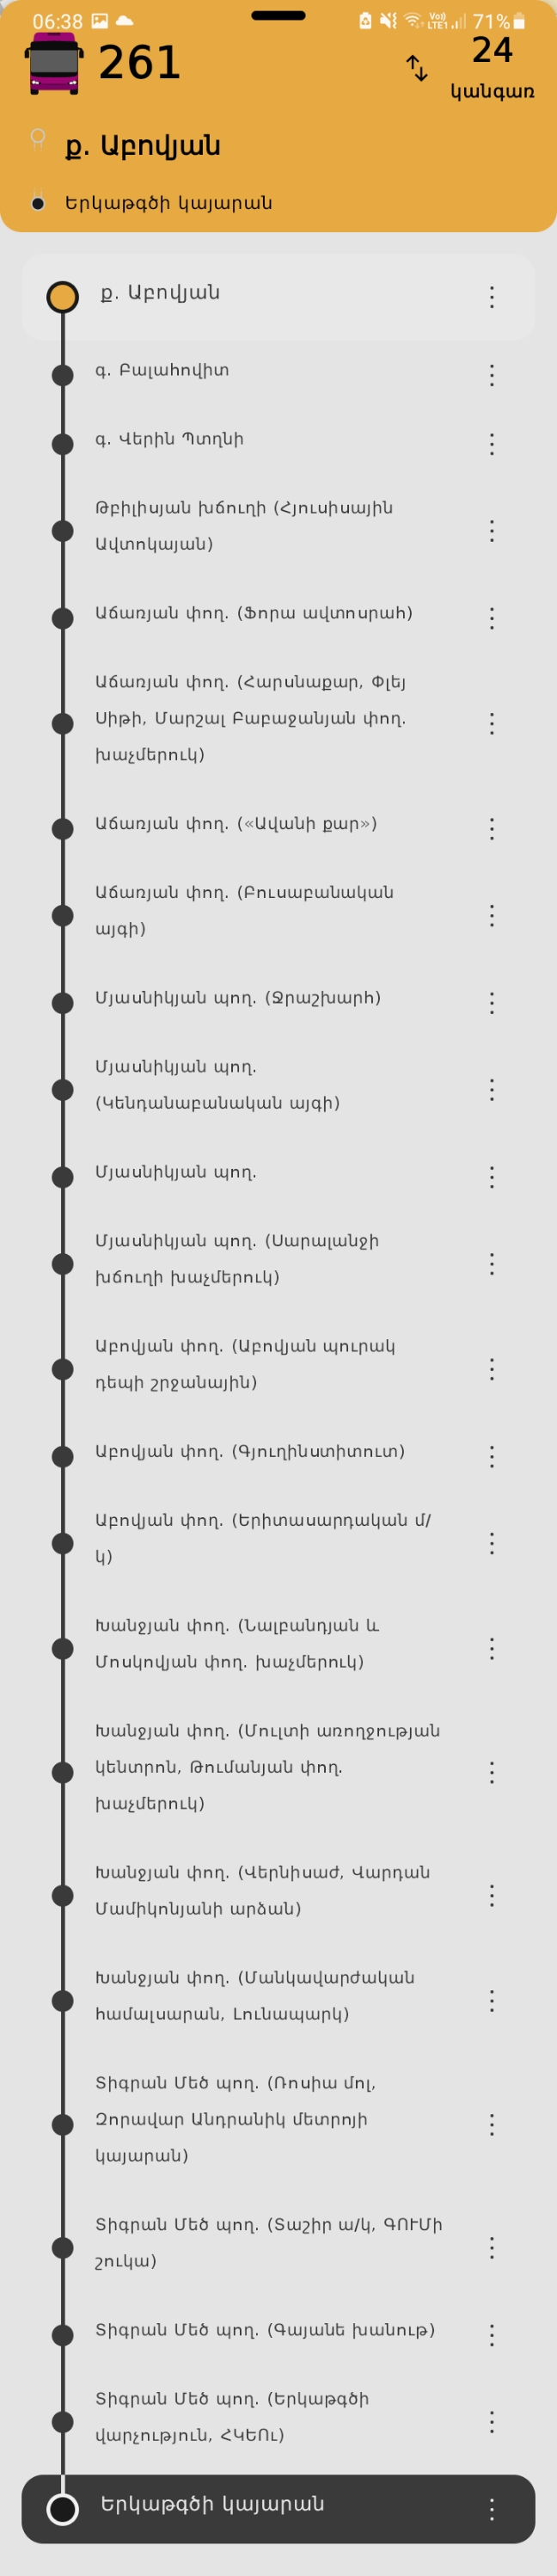 06:38
Vo))
LTE1
71%
261
24
կանգառ
ք. Աբովյան
Երկաթգծի կայարան
ք. Աբովյան
գ. Բալահովիտ
գ. Վերին Պտղնի
Թբիլիսյան խճուղի (Հյուսիսային
Ավտոկայան)
Աճառյան փող. (Ֆորա ավտոսրահ)
Աճառյան փող. (Հարսնաքար, Փլեյ
Սիթի, Մարշալ Բաբաջանյան փող.
խաչմերուկ)
Աճառյան փող. («Ավանի քար»)
Աճառյան փող. (Բուսաբանական
այգի)
Մյասնիկյան պող. (Ջրաշխարհ)
Մյասնիկյան պող.
(Կենդանաբանական այգի)
Մյասնիկյան պող.
Մյասնիկյան պող. (Սարալանջի
խճուղի խաչմերուկ)
Աբովյան փող. (Աբովյան պուրակ
դեպի շրջանային)
Աբովյան փող. (Գյուղինստիտուտ)
Աբովյան փող. (Երիտասարդական մ/
կ)
Խանջյան փող. (Նալբանդյան և
Մոսկովյան փող. խաչմերուկ)
Խանջյան փող. (Մուլտի առողջության
կենտրոն, Թումանյան փող.
խաչմերուկ)
Խանջյան փող. (Վերնիսաժ, Վարդան
Մամիկոնյանի արձան)
Խանջյան փող. (Մանկավարժական
համալսարան, Լունապարկ)
Տիգրան Մեծ պող. (Ռոսիա մոլ,
Զորավար Անդրանիկ մետրոյի
կայարան)
Տիգրան Մեծ պող. (Տաշիր ա/կ, ԳՈՒՄի
շուկա)
Տիգրան Մեծ պող. (Գայանե խանութ)
Տիգրան Մեծ պող. (Երկաթգծի
վարչություն, ՀԿԵՈւ)
Երկաթգծի կայարան